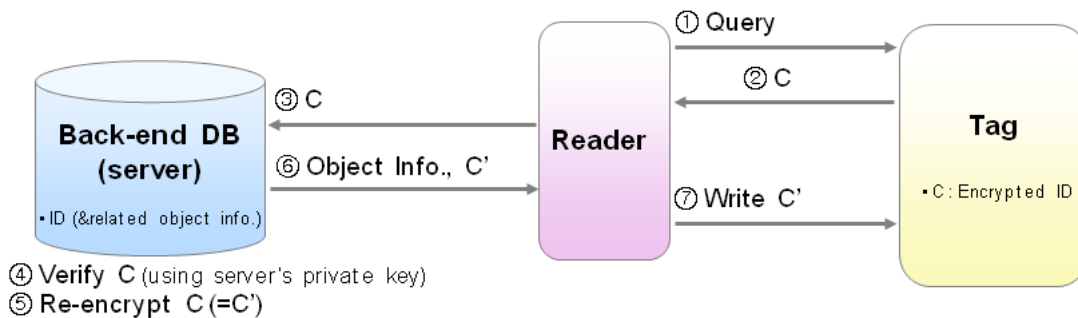 ① Query
② C
③ C
Back-end DB
(server)
▪ ID (&related object info.)
⑥ Object Info., C’
Reader
Tag
▪ C : Encrypted ID
⑦ Write C’
④ Verify C (using server's private key)
⑤ Re-encrypt C (=C’)